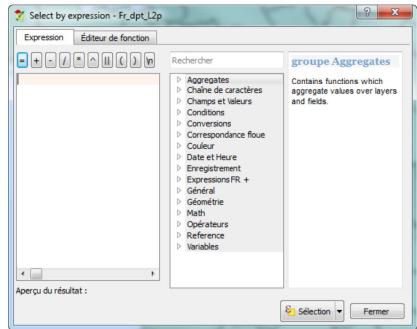 Select by expression - Fr_dpt_L2p
Expression Éditeur de fonction
= + - / * ^ || ( ) \n
Rechercher
Aggregates
Chaîne de caractères
Champs et Valeurs
Conditions
Conversions
Correspondance floue
Couleur
Date et Heure
Enregistrement
Expressions FR +
Général
Géométrie
Math
Opérateurs
Reference
Variables
groupe Aggregates
Contains functions which
aggregate values over layers
and fields.
Aperçu du résultat :
Sélection Fermer